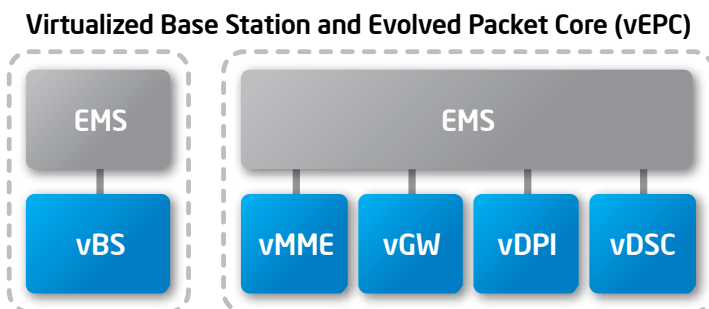 Virtualized Base Station and Evolved Packet Core (vEPC)
EMS
EMS
vBS
vMME
vGW
vDPI
vDSC